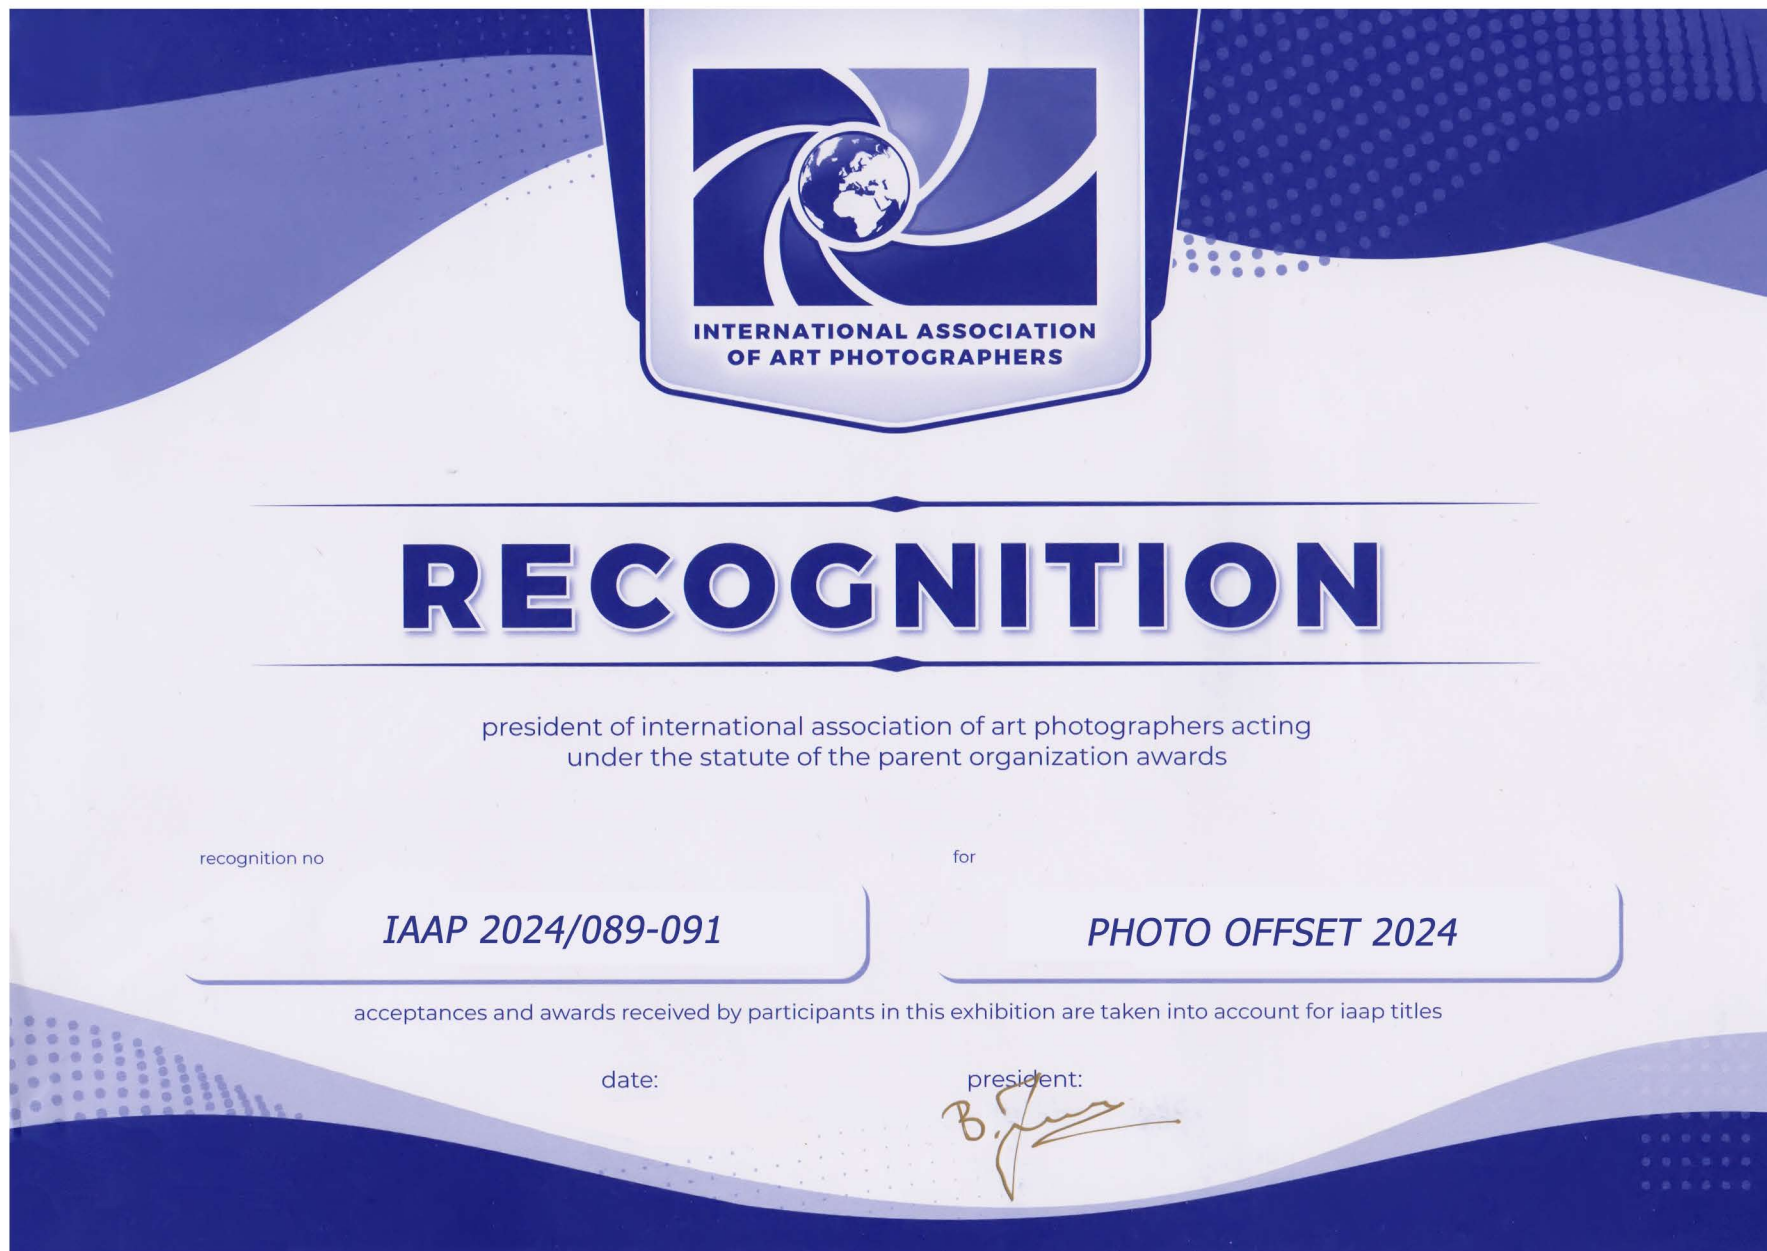 INTERNATIONAL ASSOCIATION
OF ART PHOTOGRAPHERS
RECOGNITION
president of international association of art photographers acting
under the statute of the parent organization awards
recognition no
for
IAAP 2024/089-091
PHOTO OFFSET 2024
acceptances and awards received by participants in this exhibition are taken into account for iaap titles
date:
president: